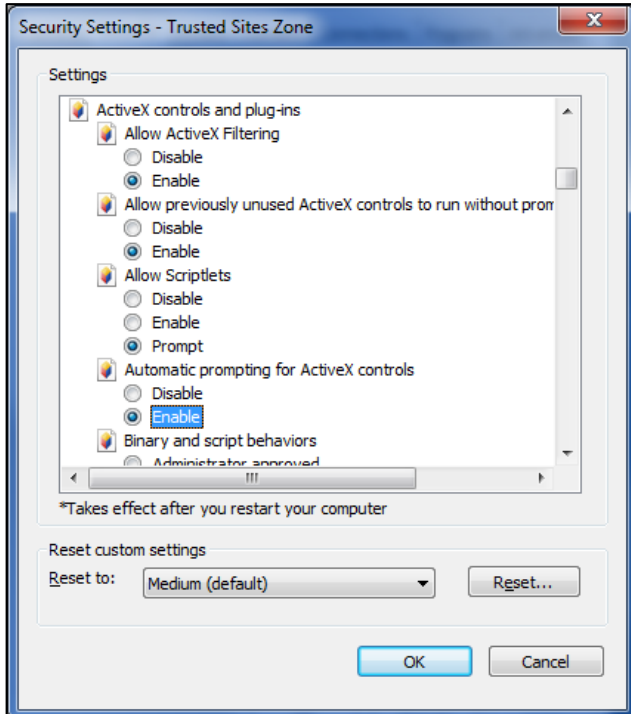 Security Settings - Trusted Sites Zone
Settings
ActiveX controls and plug-ins
Allow ActiveX Filtering
Disable
Enable
Allow previously unused ActiveX controls to run without prom
Disable
Enable
Allow Scriptlets
Disable
Enable
Prompt
Automatic prompting for ActiveX controls
Disable
Enable
Binary and script behaviors
Administrator approved
*Takes effect after you restart your computer
Reset custom settings
Reset to:
Medium (default)
Reset...
OK
Cancel